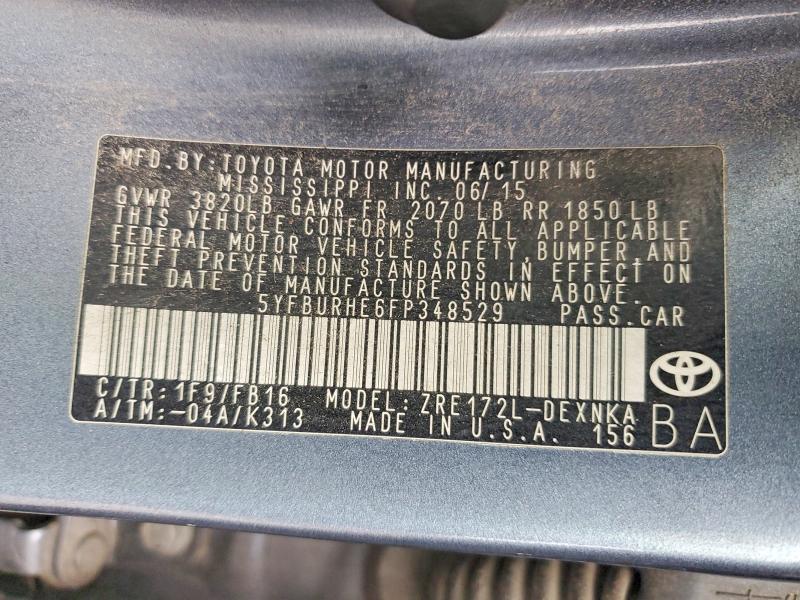 MFD.BY:TOYOTA MOTOR MANUFACTURING
MISSISSIPPI INC.06/15
GVWR 3820LB GAWR FR 2070 LB RR 1850LB
THIS VEHICLE CONFORMS TO ALL APPLICABLE
FEDERAL MOTOR VEHICLE SAFETY,BUMPER,AND
THEFT PREVENTION STANDARDS IN EFFECT ON
THE DATE OF MANUFACTURE SHOWN ABOVE.
5YFBURHE6FP348529 PASS.CAR
C/TR:1F9/FB16 MODEL:ZRE172L-DEXNKA
A/TM:-04A/K313 MADE IN U.S.A. 156
BA